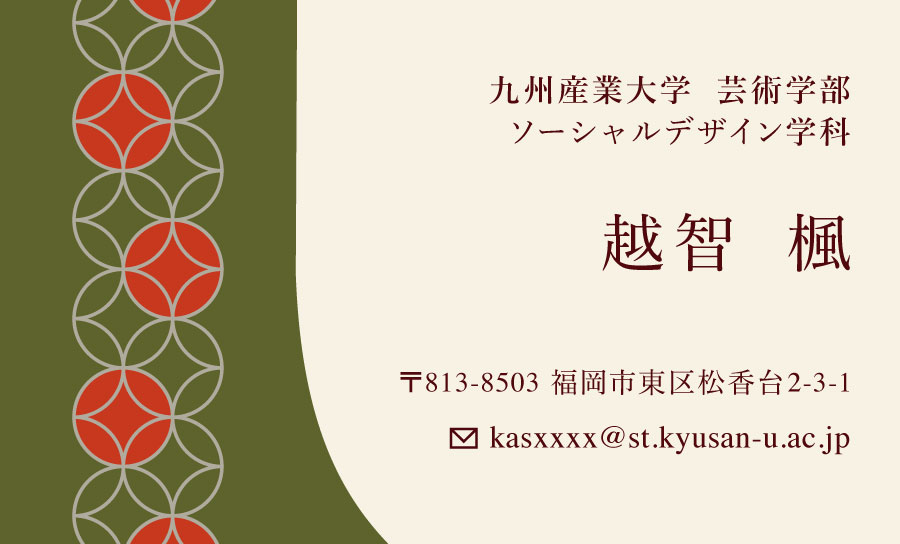 九州産業大学 芸術学部
ソーシャルデザイン学科
越智 楓
〒813-8503 福岡市東区松香台2-3-1
kasxxxx@st.kyusan-u.ac.jp